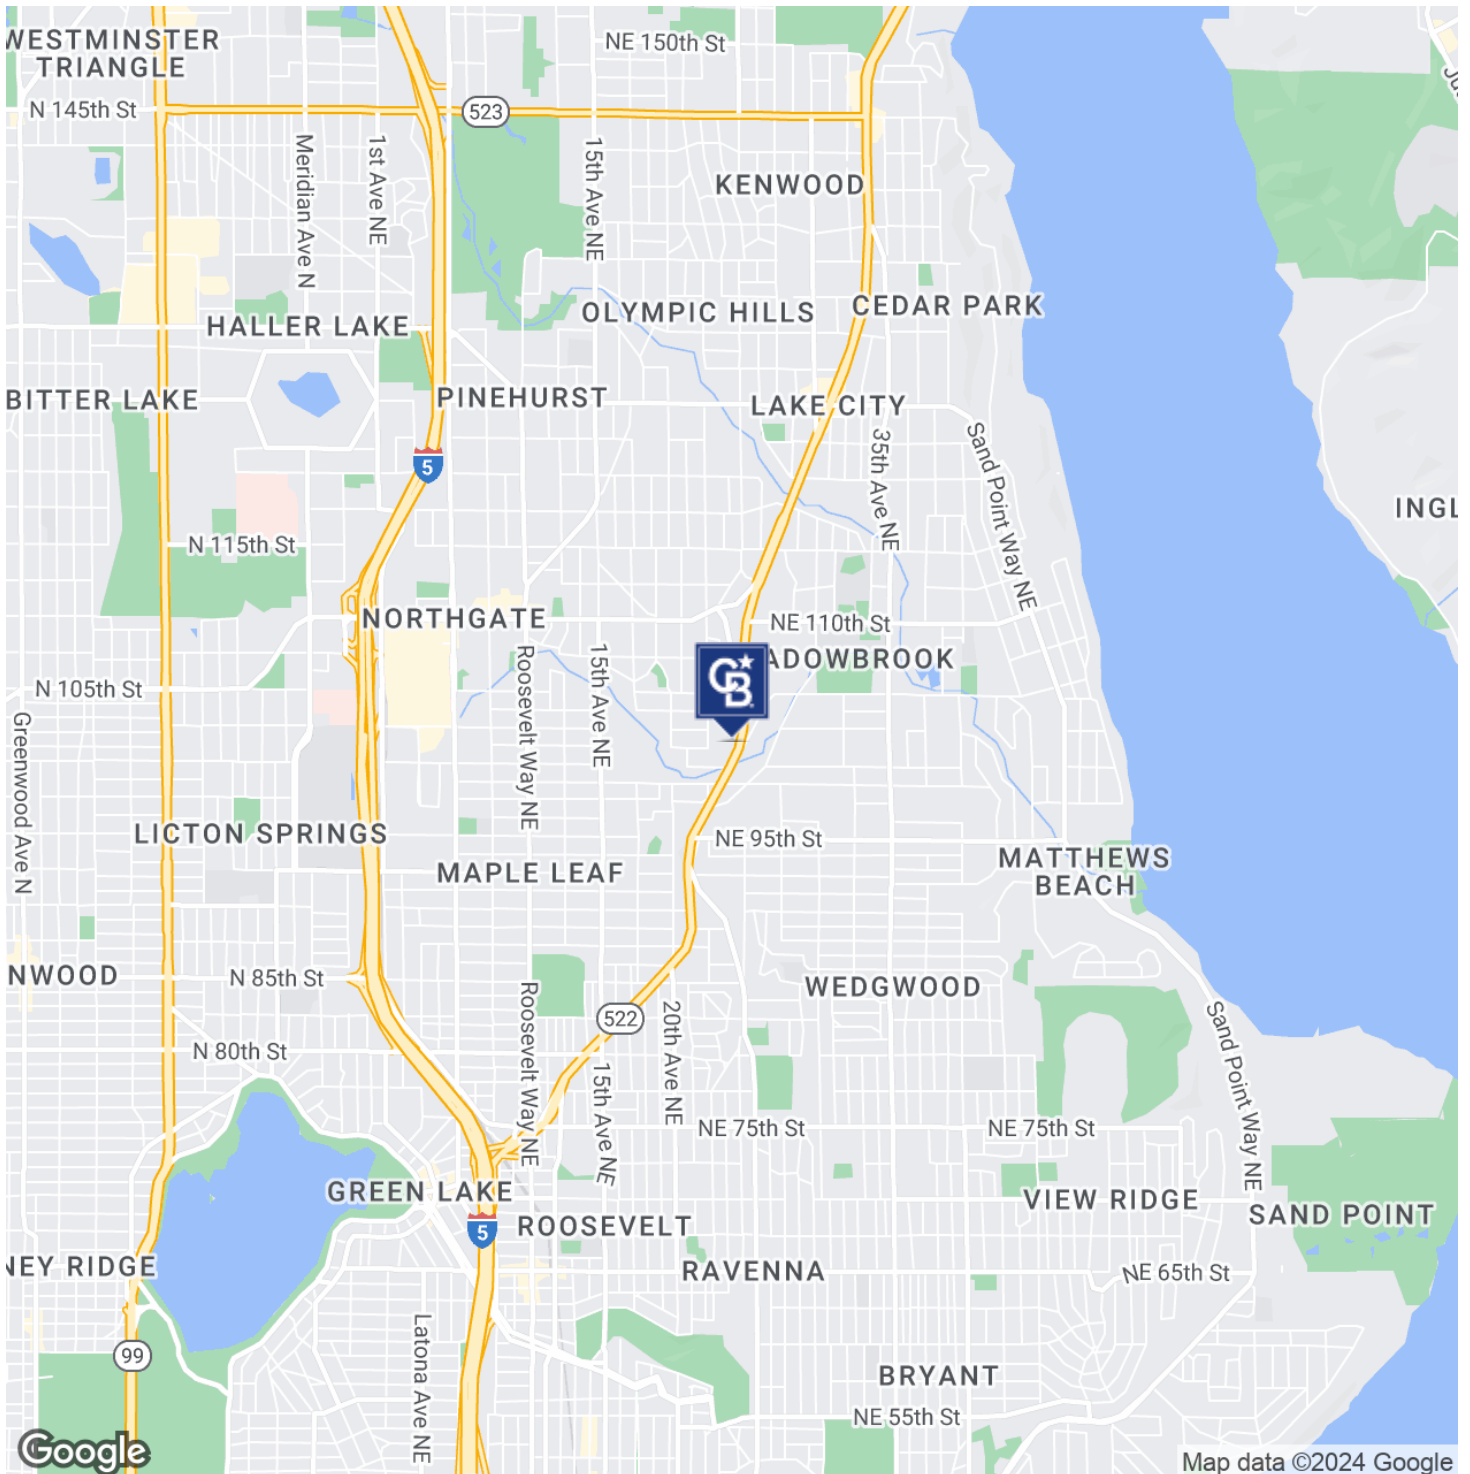 WESTMINSTER
TRIANGLE
NE 150th St
N 145th St
523
Meridian Ave N
1st Ave NE
15th Ave NE
KENWOOD
OLYMPIC HILLS
CEDAR PARK
HALLER LAKE
BITTER LAKE
PINEHURST
LAKE CITY
5
35th Ave NE
Sand Point Way NE
INGL
N 115th St
NORTHGATE
NE 110th St
ADOWBROOK
CB
N 105th St
Roosevelt Way NE
15th Ave NE
Greenwood Ave N
LICTON SPRINGS
NE 95th St
MAPLE LEAF
MATTHEWS
BEACH
NWOOD
N 85th St
WEDGWOOD
522
20th Ave NE
Roosevelt Way NE
15th Ave NE
N 80th St
Sand Point Way NE
NE 75th St
NE 75th St
GREEN LAKE
VIEW RIDGE
SAND POINT
5
ROOSEVELT
NEY RIDGE
RAVENNA
NE 65th St
Latona Ave NE
99
BRYANT
NE 55th St
Google
Map data ©2024 Google